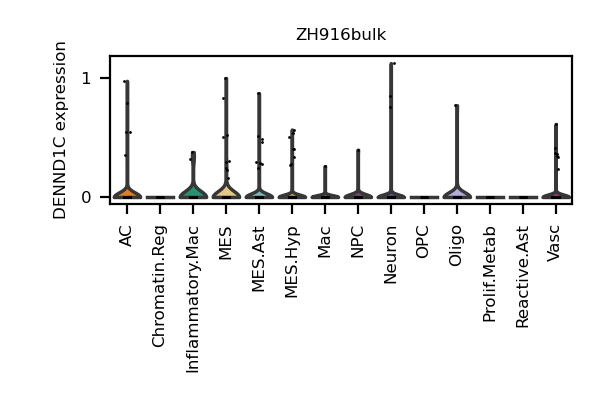 ZH916bulk
DENND1C expression
1
0
AC
Chromatin.Reg
Inflammatory.Mac
MES
MES.Ast
MES.Hyp
Mac
NPC
Neuron
OPC
Oligo
Prolif.Metab
Reactive.Ast
Vasc